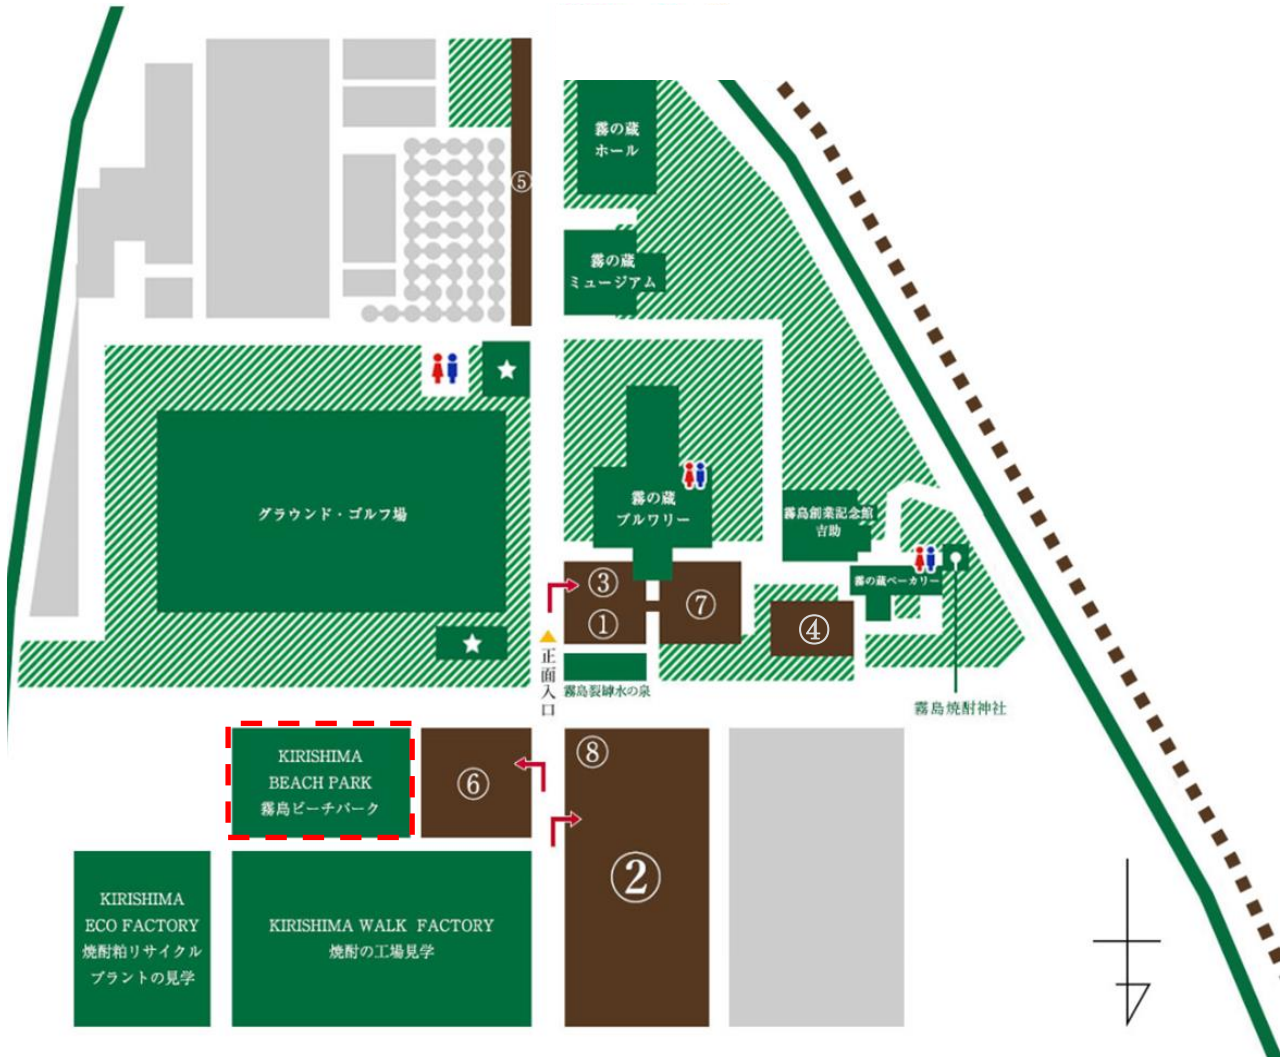 霧の蔵
ホール
⑤
霧の蔵
ミュージアム
グラウンド・ゴルフ場
霧の蔵
ブルワリー
霧島創業記念館
吉助
霧の蔵ベーカリー
③
①
⑦
④
正面入口
霧島裂罅水の泉
霧島焼酎神社
KIRISHIMA
BEACH PARK
霧島ビーチパーク
⑥
⑧
②
KIRISHIMA
ECO FACTORY
焼酎粕リサイクル
プラントの見学
KIRISHIMA WALK FACTORY
焼酎の工場見学